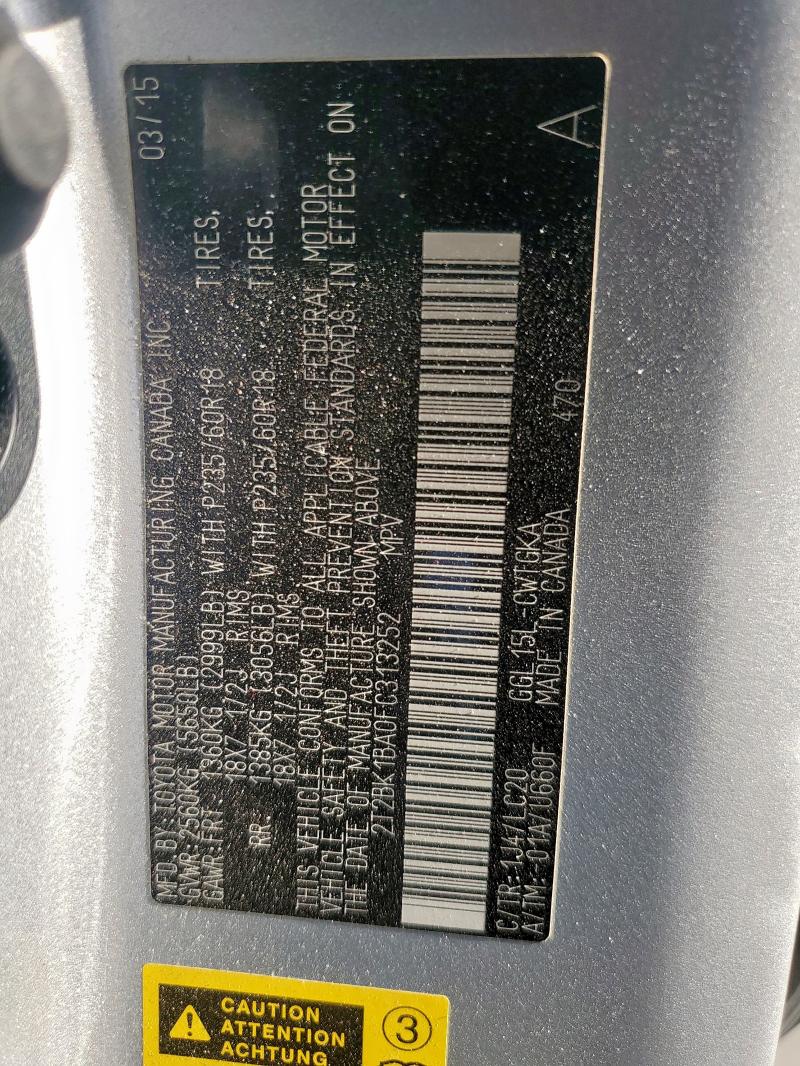 MFD BY TOYOTA MOTOR MANUFACTURING CANADA INC. 03/15
GVWR 2560KG (5650LB)
GAWR FRT 1360KG (2999LB) WITH P235/60R18 TIRES,
18X7 1/2J RIMS
RR 1385KG (3056LB) WITH P235/60R18 TIRES,
18X7 1/2J RIMS
THIS VEHICLE CONFORMS TO ALL APPLICABLE FEDERAL MOTOR
VEHICLE SAFETY AND THEFT PREVENTION STANDARDS IN EFFECT ON
THE DATE OF MANUFACTURE SHOWN ABOVE
2T2BK1BA0FC313252 MPV
C/TR: 1J4/LC20 GGL15L-CWTGKA
A/TM: -01A/U660F MADE IN CANADA 470 A
CAUTION
ATTENTION
ACHTUNG
3